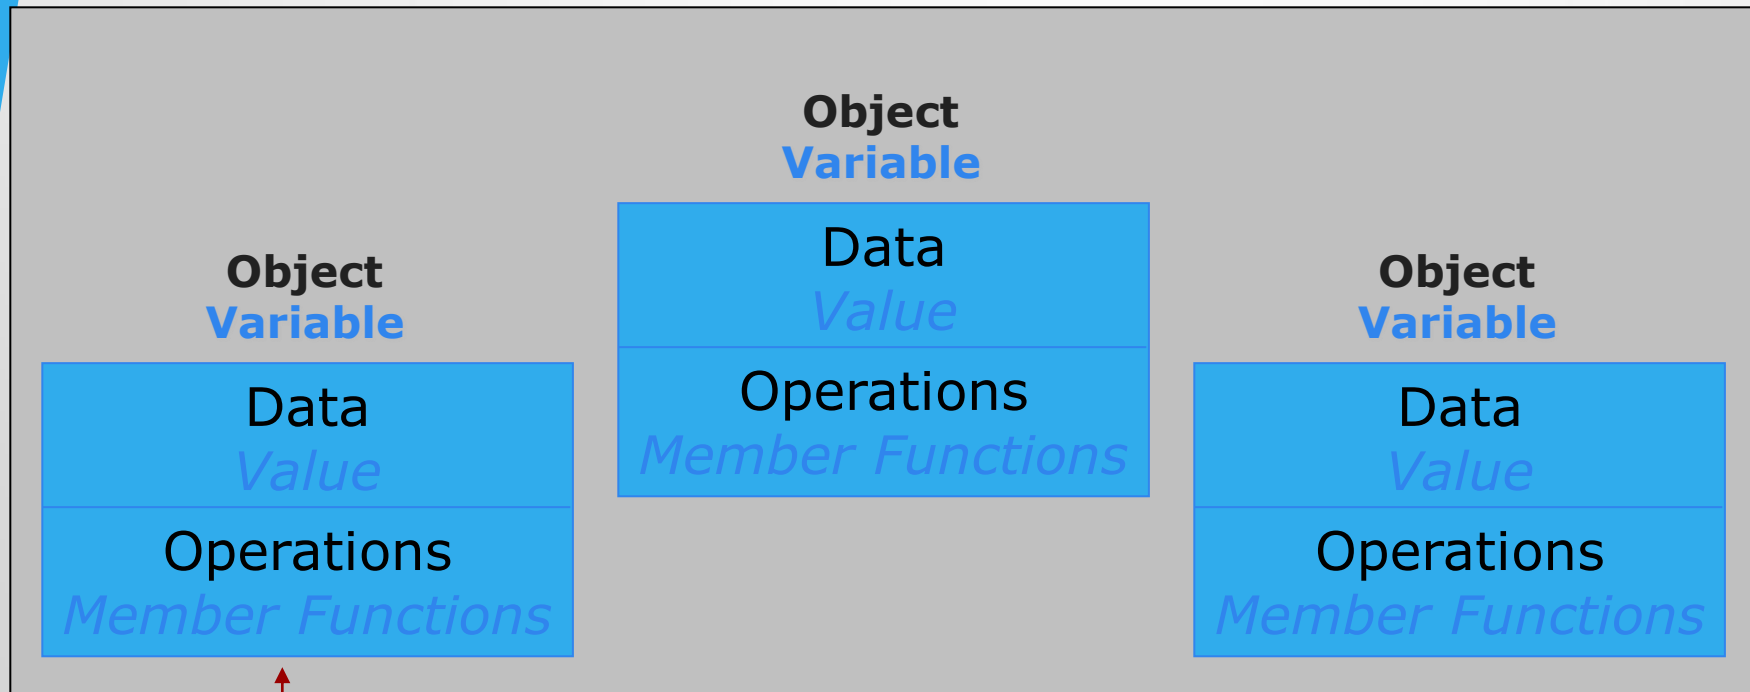 Object
Variable
Data
Value
Operations
Member Functions
Object
Variable
Data
Value
Operations
Member Functions
Object
Variable
Data
Value
Operations
Member Functions